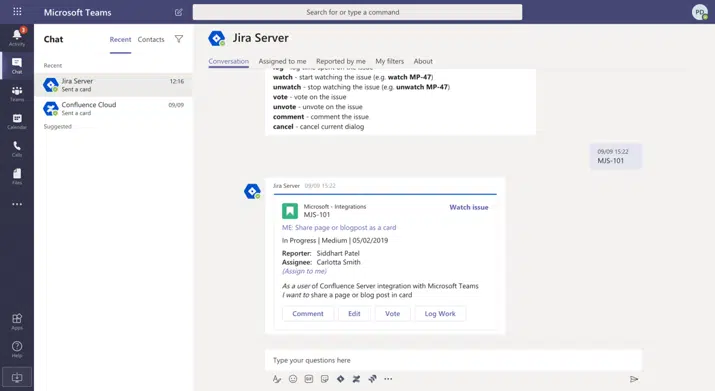 Microsoft Teams
Search for or type a command
PD
3
Activity
Chat
Teams
Calendar
Calls
Files
Apps
Help
Chat
Recent
Contacts
Recent
Jira Server
12:16
Sent a card
Confluence Cloud
09/09
Sent a card
Suggested
Jira Server
Conversation
Assigned to me
Reported by me
My filters
About
watch - start watching the issue (e.g. watch MP-47)
unwatch - stop watching the issue (e.g. unwatch MP-47)
vote - vote on the issue
unvote - unvote on the issue
comment - comment the issue
cancel - cancel current dialog
09/09 15:22
MJS-101
Jira Server 09/09 15:22
Microsoft - Integrations
MJS-101
Watch issue
ME: Share page or blogpost as a card
In Progress | Medium | 05/02/2019
Reporter: Siddhart Patel
Assignee: Carlotta Smith
(Assign to me)
As a user of Confluence Server integration with Microsoft Teams
I want to share a page or blog post in card
Comment
Edit
Vote
Log Work
Type your questions here
GIF